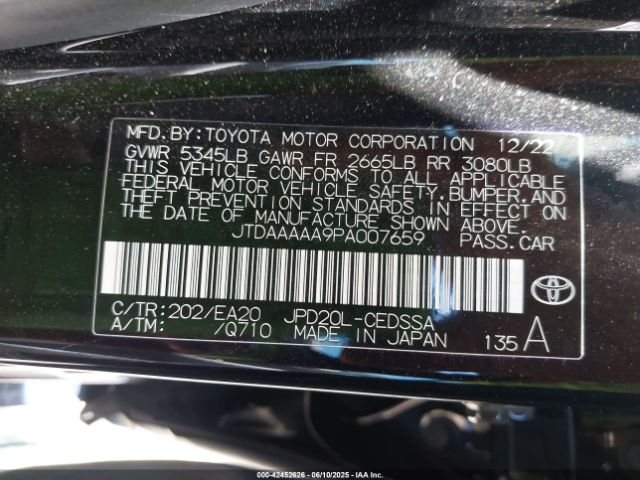 MFD. BY: TOYOTA MOTOR CORPORATION 12/22
GVWR 5345LB GAWR FR 2665LB RR 3080LB
THIS VEHICLE CONFORMS TO ALL APPLICABLE
FEDERAL MOTOR VEHICLE SAFETY, BUMPER, AND
THEFT PREVENTION STANDARDS IN EFFECT ON
THE DATE OF MANUFACTURE SHOWN ABOVE.
JTDAAAAA9PA007659 PASS.CAR
C/TR: 202/EA20 JPD20L-CEDSSA
A/TM: /Q710 MADE IN JAPAN 135 A
000-42452626 - 06/10/2025 - IAA Inc.